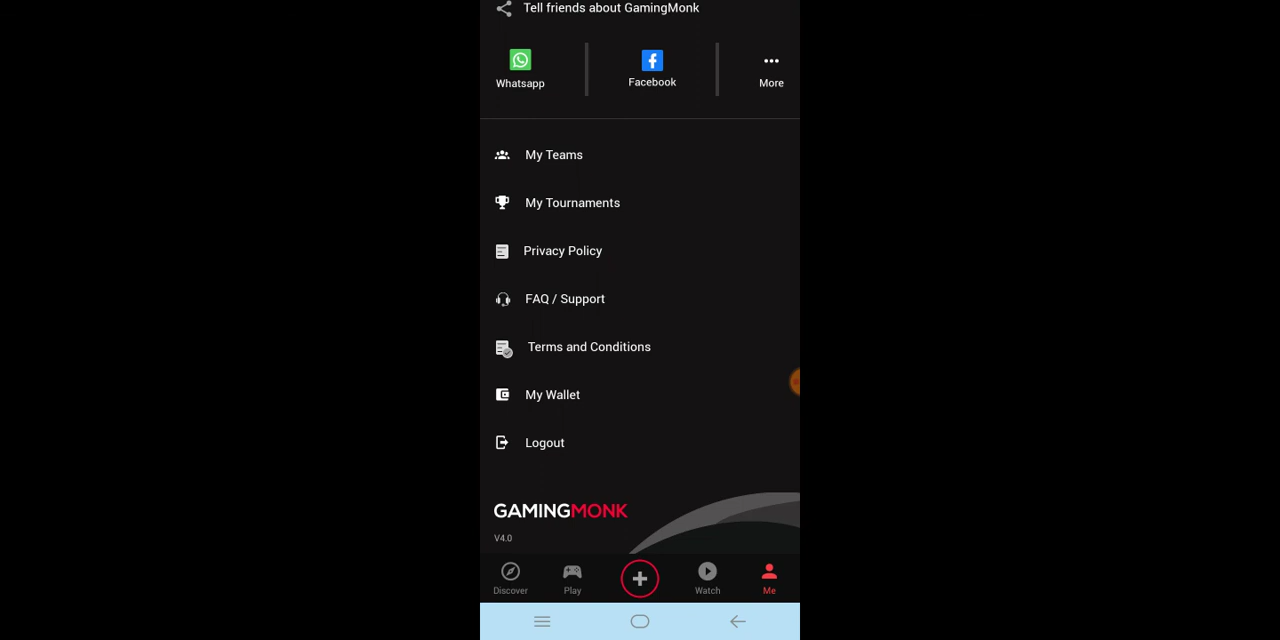 Tell friends about GamingMonk
Whatsapp
Facebook
More
My Teams
My Tournaments
Privacy Policy
FAQ / Support
Terms and Conditions
My Wallet
Logout
GAMINGMONK
V4.0
Discover
Play
Watch
Me